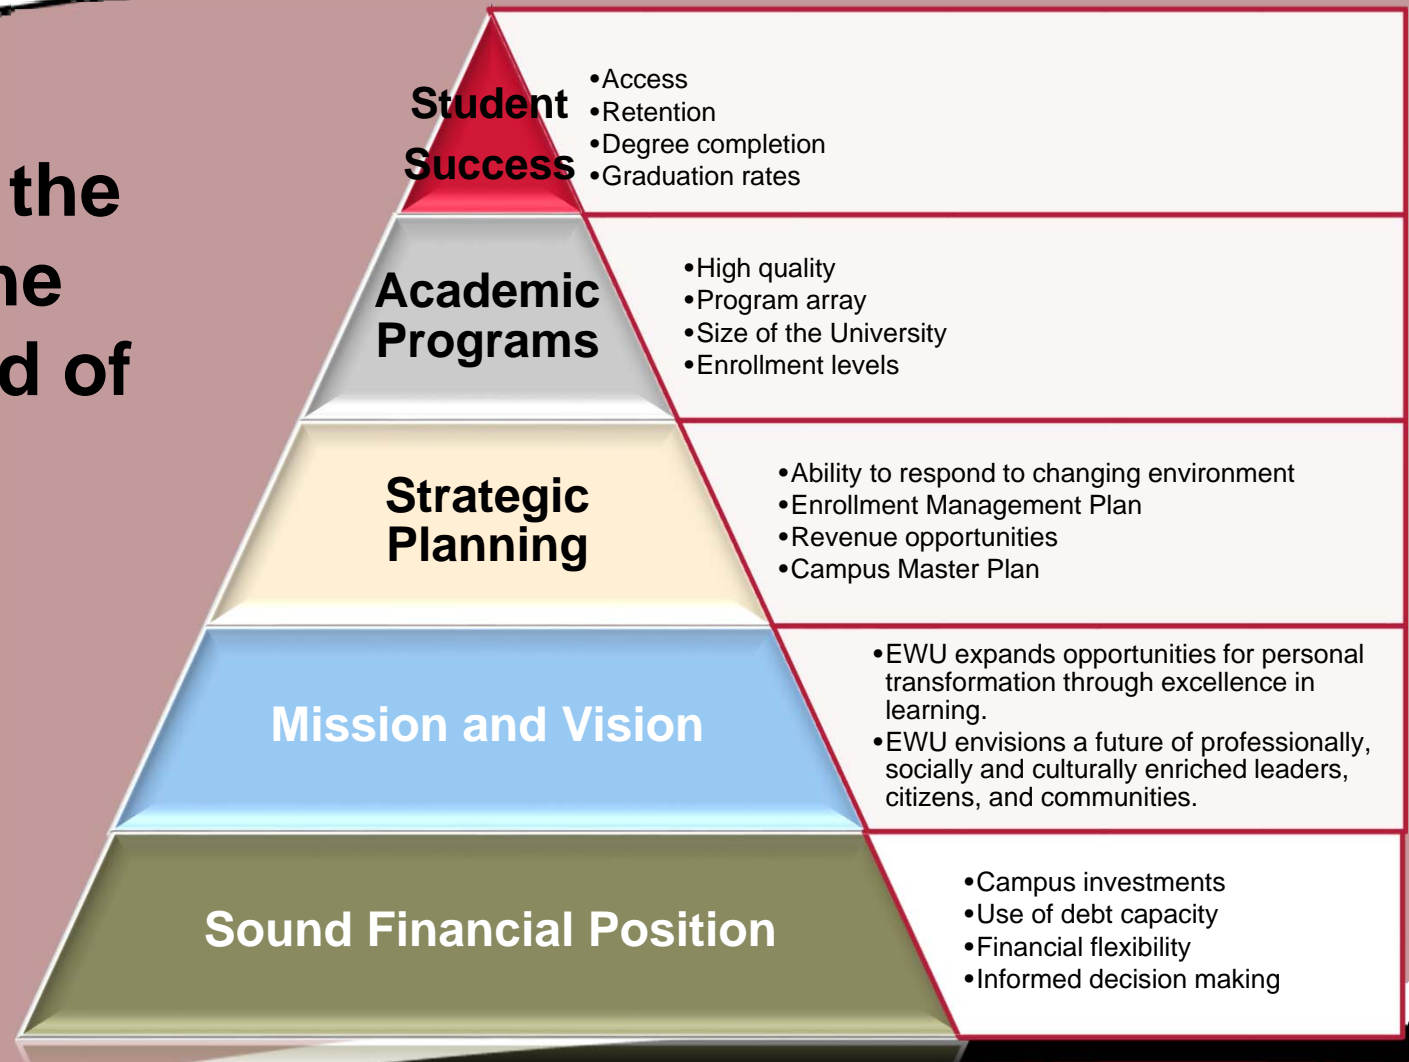 the
ne
d of
Student
Success
•Access
•Retention
•Degree completion
•Graduation rates
Academic
Programs
•High quality
•Program array
•Size of the University
•Enrollment levels
Strategic
Planning
•Ability to respond to changing environment
•Enrollment Management Plan
•Revenue opportunities
•Campus Master Plan
Mission and Vision
•EWU expands opportunities for personal
transformation through excellence in
learning.
•EWU envisions a future of professionally,
socially and culturally enriched leaders,
citizens, and communities.
Sound Financial Position
•Campus investments
•Use of debt capacity
•Financial flexibility
•Informed decision making